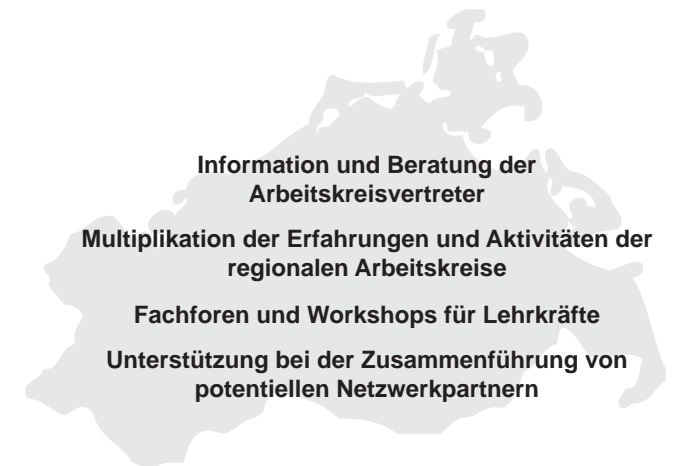 Information und Beratung der
Arbeitskreisvertreter
Multiplikation der Erfahrungen und Aktivitäten der
regionalen Arbeitskreise
Fachforen und Workshops für Lehrkräfte
Unterstützung bei der Zusammenführung von
potentiellen Netzwerkpartnern